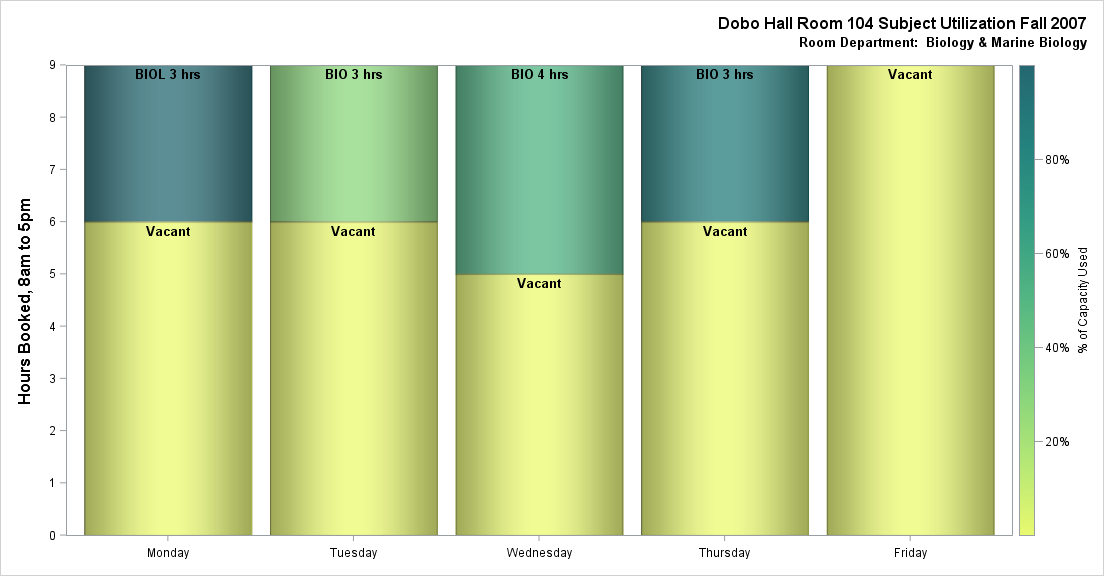 Dobo Hall Room 104 Subject Utilization Fall 2007
Room Department: Biology & Marine Biology
Hours Booked, 8am to 5pm
9
8
7
6
5
4
3
2
1
0
BIOL 3 hrs
Vacant
BIO 3 hrs
Vacant
BIO 4 hrs
Vacant
BIO 3 hrs
Vacant
Vacant
Monday
Tuesday
Wednesday
Thursday
Friday
80%
60%
40%
20%
% of Capacity Used